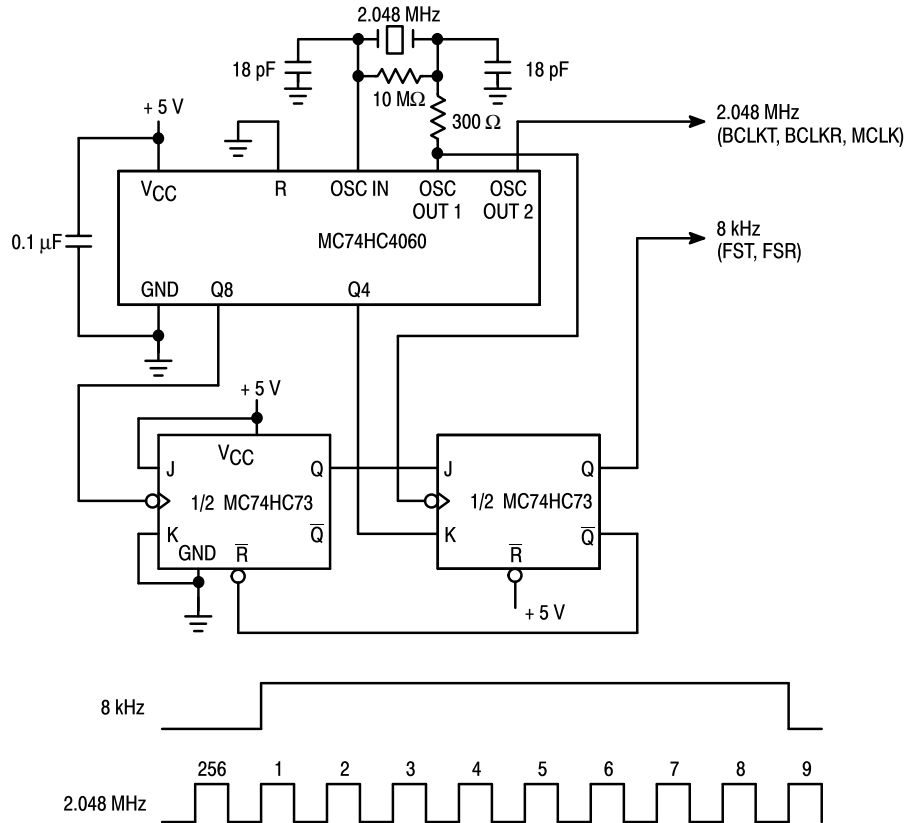 2.048 MHz
18 pF
18 pF
10 MΩ
300 Ω
+ 5 V
2.048 MHz
(BCLKT, BCLKR, MCLK)
VCC
R
OSC IN
OSC
OUT 1
OSC
OUT 2
MC74HC4060
0.1 µF
8 kHz
(FST, FSR)
GND
Q8
Q4
+ 5 V
VCC
J
Q
1/2 MC74HC73
K
Q̅
GND
R̅
J
Q
1/2 MC74HC73
K
Q̅
R̅
+ 5 V
8 kHz
256 1 2 3 4 5 6 7 8 9
2.048 MHz